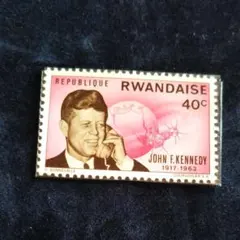 REPUBLIQUE RWANDAISE
40c
JOHN F. KENNEDY
1917-1963